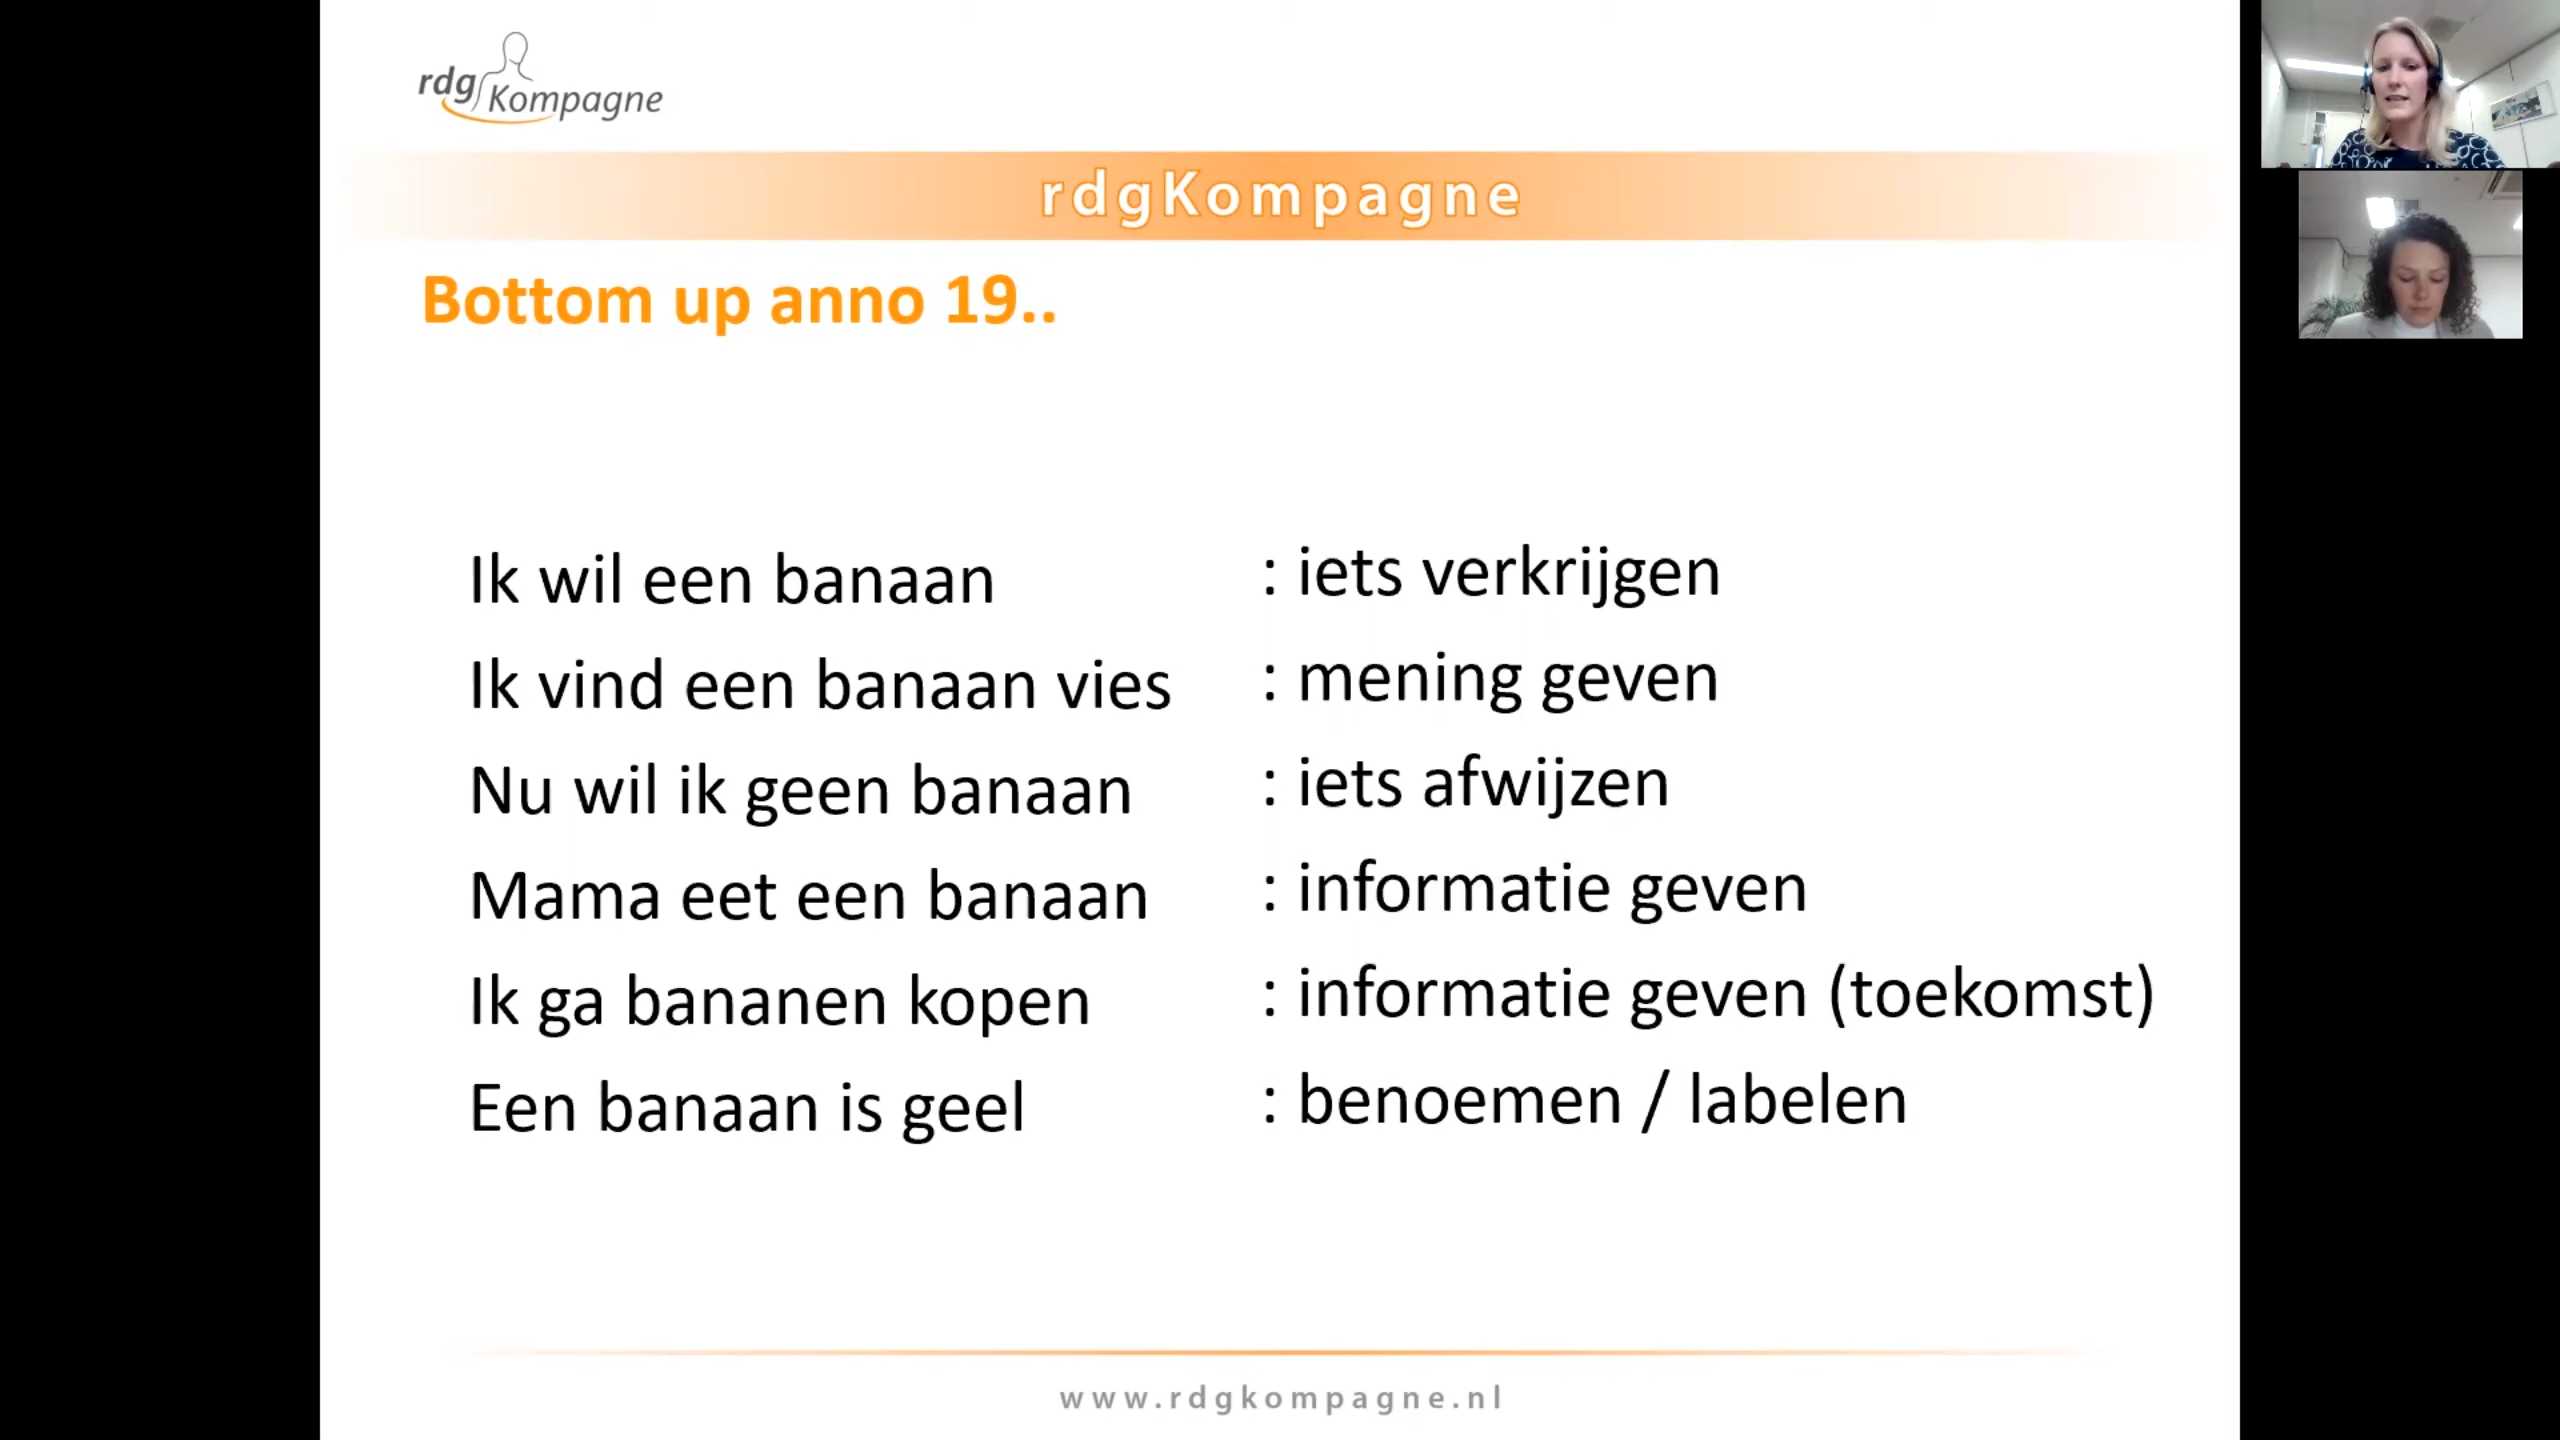 rdg Kompagne
rdgKompagne
Bottom up anno 19..
Ik wil een banaan : iets verkrijgen
Ik vind een banaan vies : mening geven
Nu wil ik geen banaan : iets afwijzen
Mama eet een banaan : informatie geven
Ik ga bananen kopen : informatie geven (toekomst)
Een banaan is geel : benoemen / labelen
www.rdgkompagne.nl